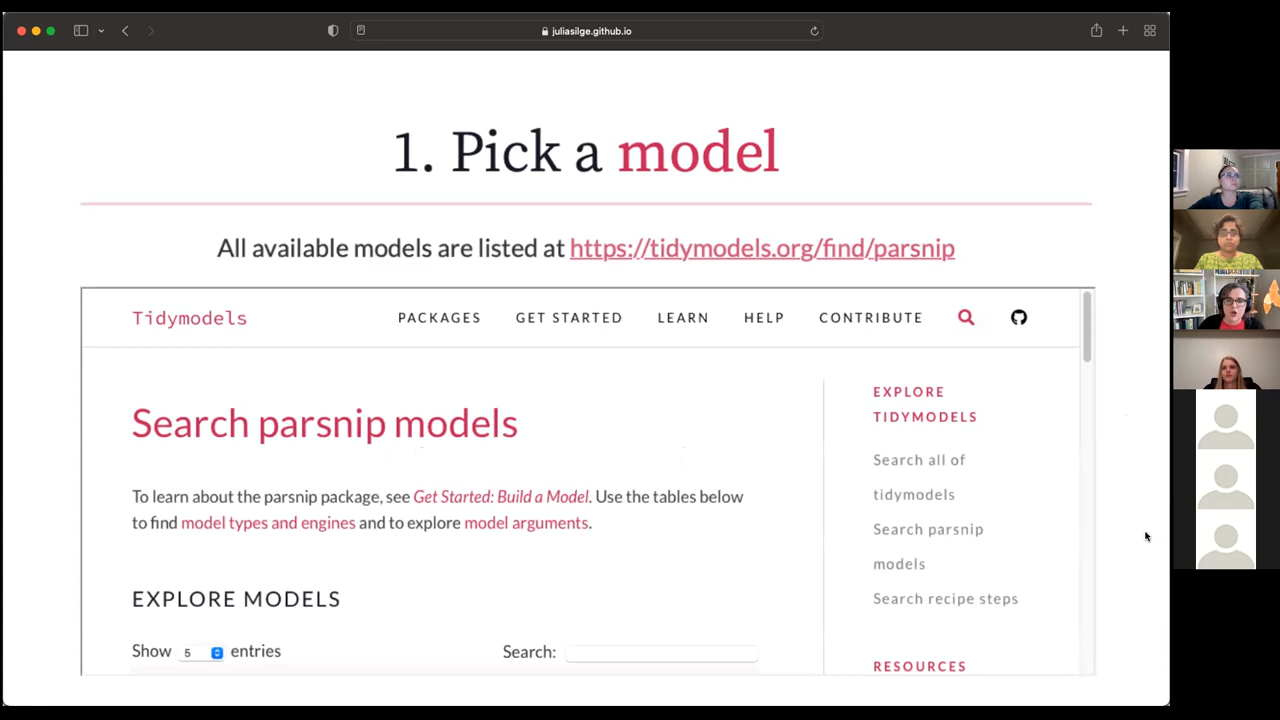 juliasilge.github.io
1. Pick a model
All available models are listed at https://tidymodels.org/find/parsnip
Tidymodels
PACKAGES GET STARTED LEARN HELP CONTRIBUTE
Search parsnip models
To learn about the parsnip package, see Get Started: Build a Model. Use the tables below
to find model types and engines and to explore model arguments.
EXPLORE MODELS
Show 5 entries Search:
EXPLORE
TIDYMODELS
Search all of
tidymodels
Search parsnip
models
Search recipe steps
RESOURCES